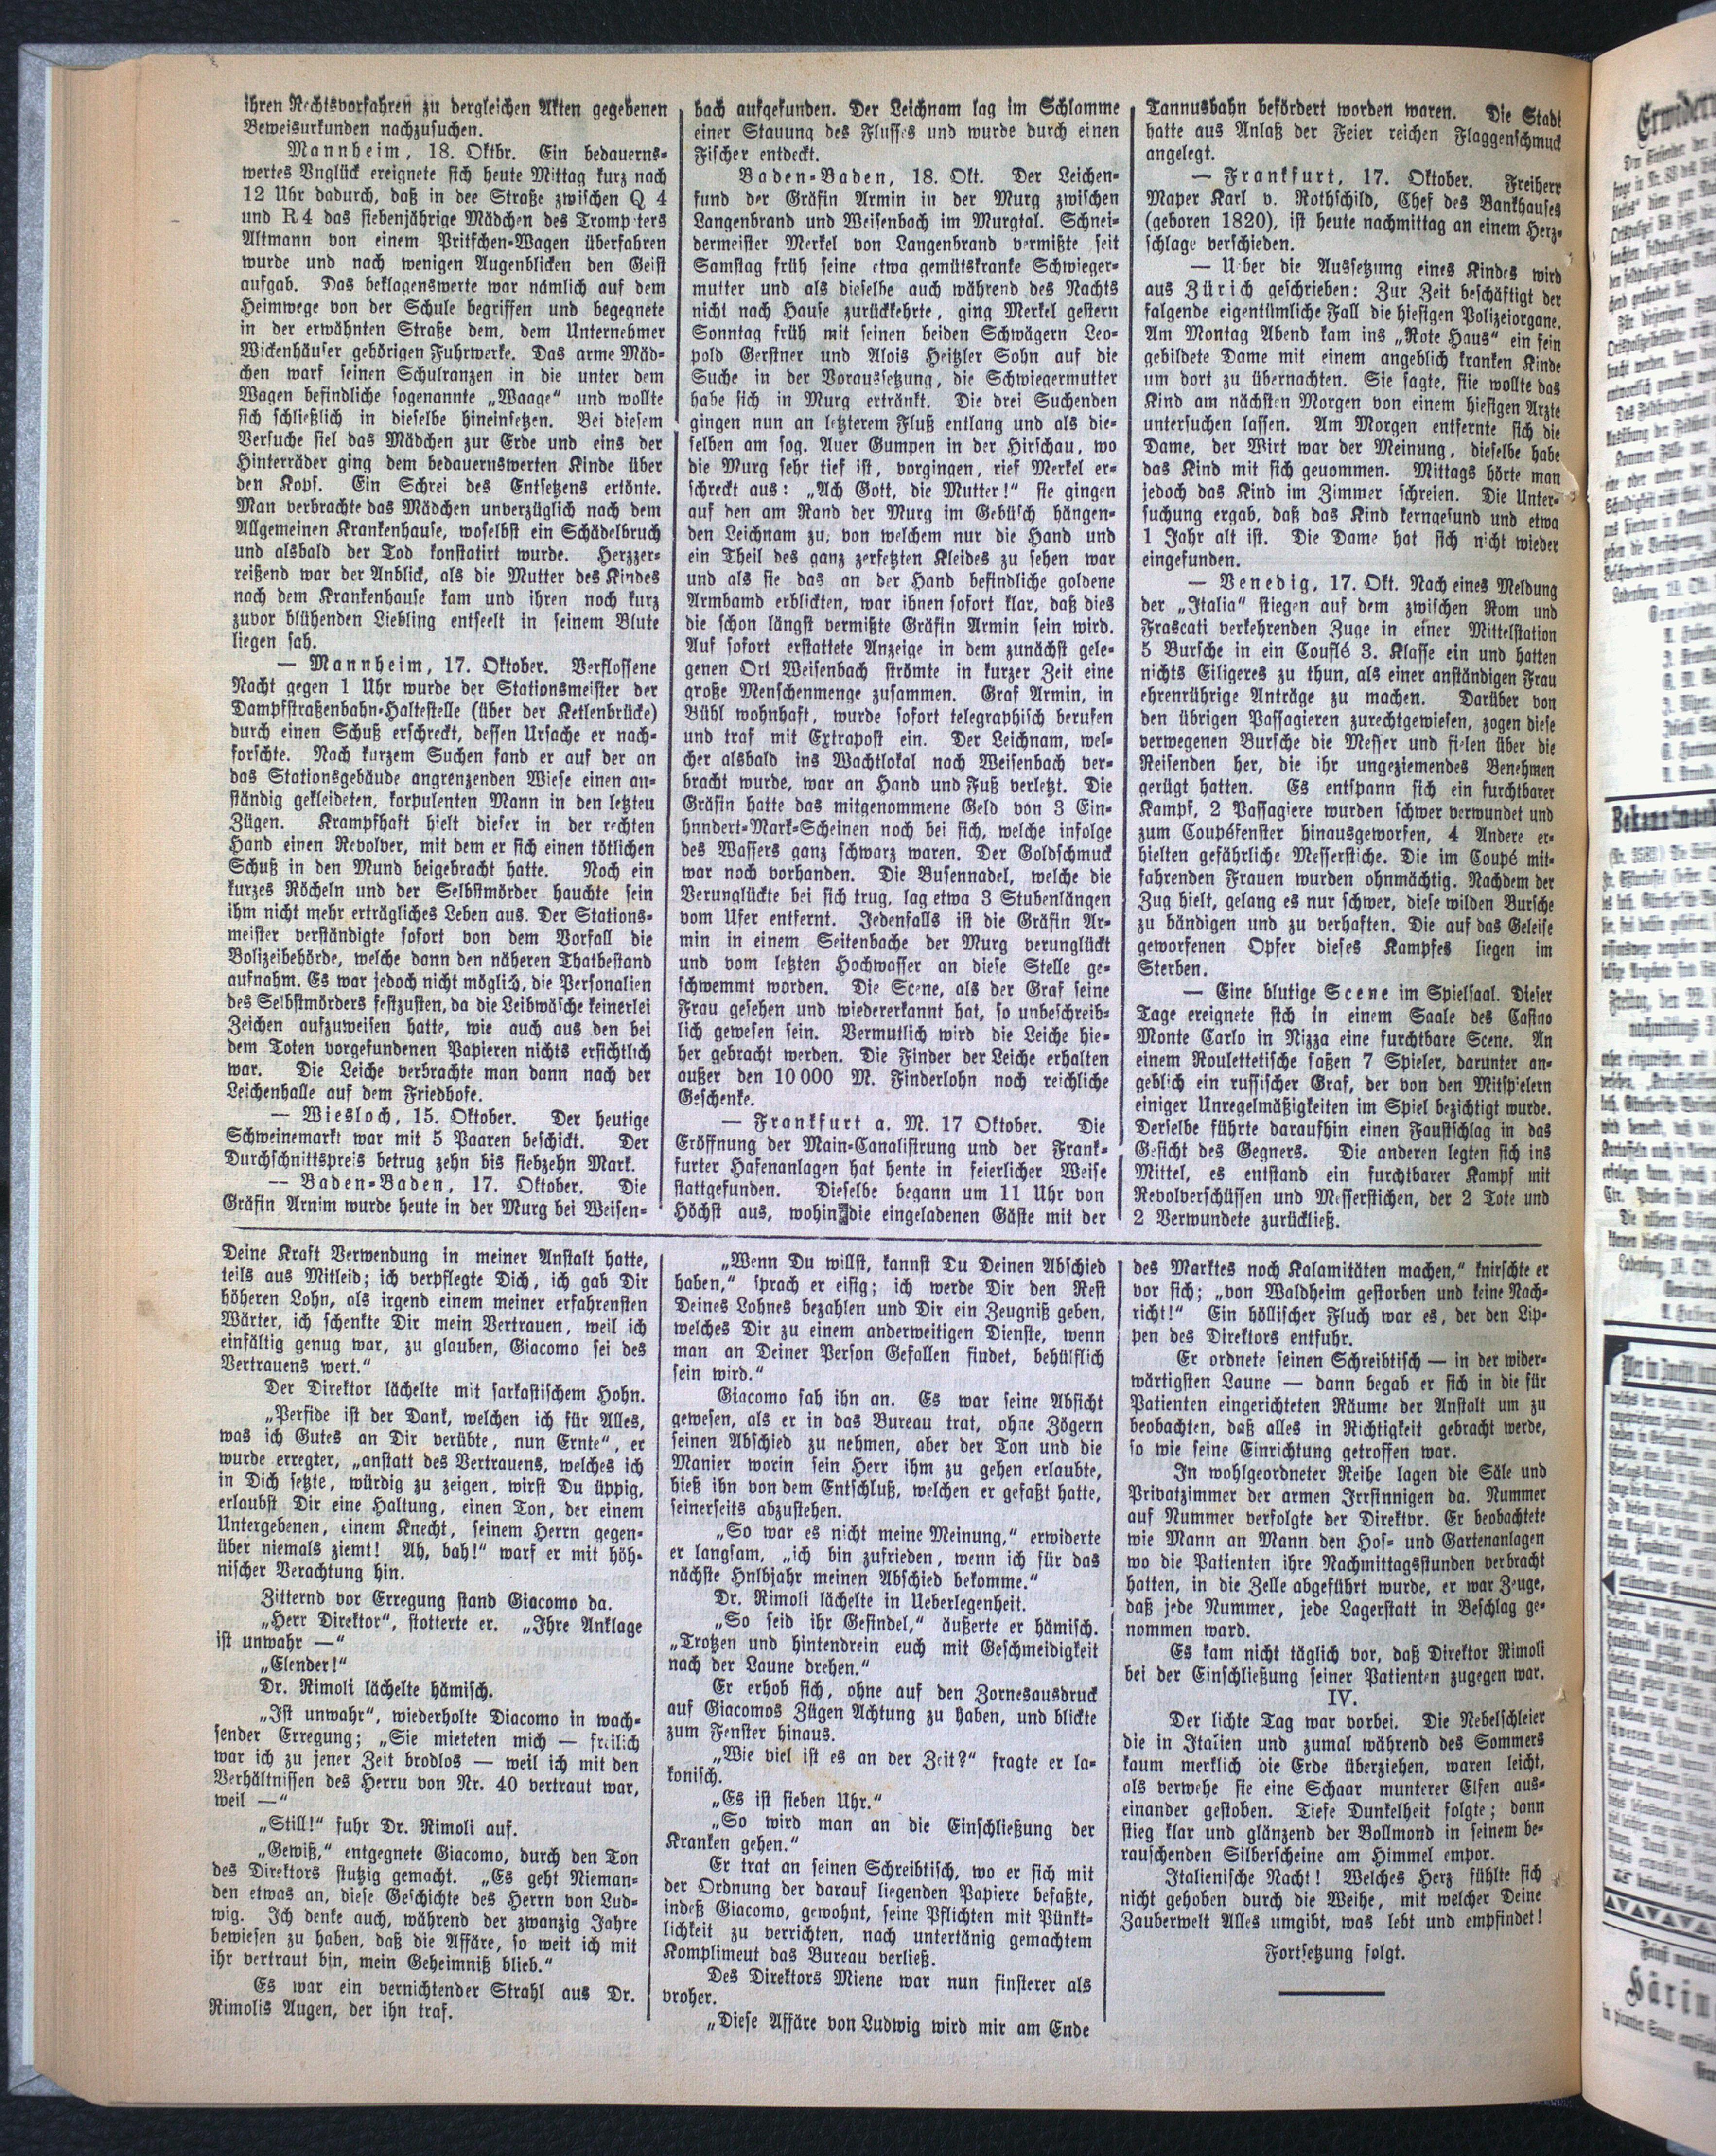 ihren Rechtsvorfahren zu dergleichen Akten gegebenen
Beweisurkunden nachzusuchen.
Mannheim, 18. Oktbr. Ein bedauerns-
wertes Unglück ereignete sich heute Mittag kurz nach
12 Uhr dadurch, daß in dee Straße zwischen Q 4
und R 4 das siebenjährige Mädchen des Tromp ters
Altmann von einem Pritschen-Wagen überfahren
wurde und nach wenigen Augenblicken den Geist
aufgab. Das beklagenswerte war nämlich auf dem
Heimwege von der Schule begriffen und begegnete
in der erwähnten Straße dem, dem Unternehmer
Wickenhäuser gehörigen Fuhrwerke. Das arme Mäd-
chen warf seinen Schulranzen in die unter dem
Wagen befindliche sogenannte „Waage“ und wollte
sich schließlich in dieselbe hineinsetzen. Bei diesem
Versuche fiel das Mädchen zur Erde und eins der
Hinterräder ging dem bedauernswerten Kinde über
den Kopf. Ein Schrei des Entsetzens ertönte.
Man verbrachte das Mädchen unverzüglich nach dem
Allgemeinen Krankenhause, woselbst ein Schädelbruch
und alsbald der Tod konstatirt wurde. Herzzer-
reißend war der Anblick, als die Mutter des Kindes
nach dem Krankenhause kam und ihren noch kurz
zuvor blühenden Liebling entseelt in seinem Blute
liegen sah.
— Mannheim, 17. Oktober. Verflossene
Nacht gegen 1 Uhr wurde der Stationsmeister der
Dampfstraßenbahn-Haltestelle (über der Ketlenbrücke)
durch einen Schuß erschreckt, dessen Ursache er nach-
forschte. Nach kurzem Suchen fand er auf der an
das Stationsgebäude angrenzenden Wiese einen an-
ständig gekleideten, korpulenten Mann in den letzteu
Zügen. Krampfhaft hielt dieser in der rechten
Hand einen Revolver, mit dem er sich einen tötlichen
Schuß in den Mund beigebracht hatte. Noch ein
kurzes Röcheln und der Selbstmörder hauchte sein
ihm nicht mehr erträgliches Leben aus. Der Stations-
meister verständigte sofort von dem Vorfall die
Polizeibehörde, welche dann den näheren Thatbestand
aufnahm. Es war jedoch nicht möglich, die Personalien
des Selbstmörders festzusten, da die Leibwäsche keinerlei
Zeichen aufzuweisen hatte, wie auch aus den bei
dem Toten vorgefundenen Papieren nichts ersichtlich
war. Die Leiche verbrachte man dann nach der
Leichenhalle auf dem Friedhofe.
— Wiesloch, 15. Oktober. Der heutige
Schweinemarkt war mit 5 Paaren beschickt. Der
Durchschnittspreis betrug zehn bis siebzehn Mark.
— Baden-Baden, 17. Oktober. Die
Gräfin Arnim wurde heute in der Murg bei Weisen-
bach aufgefunden. Der Leichnam lag im Schlamme
einer Stauung des Flusses und wurde durch einen
Fischer entdeckt.
Baden-Baden, 18. Okt. Der Leichen-
fund der Gräfin Armin in der Murg zwischen
Langenbrand und Weisenbach im Murgtal. Schnei-
dermeister Merkel von Langenbrand vermißte seit
Samstag früh seine etwa gemütskranke Schwieger-
mutter und als dieselbe auch während des Nachts
nicht nach Hause zurückkehrte, ging Merkel gestern
Sonntag früh mit seinen beiden Schwägern Leo-
pold Gerstner und Alois Heitzler Sohn auf die
Suche in der Voraussetzung, die Schwiegermutter
habe sich in Murg ertränkt. Die drei Suchenden
gingen nun an letzterem Fluß entlang und als die-
selben am sog. Auer Gumpen in der Hirschau, wo
die Murg sehr tief ist, vorgingen, rief Merkel er-
schreckt aus: „Ach Gott, die Mutter!“ sie gingen
auf den am Rand der Murg im Gebüsch hängen-
den Leichnam zu, von welchem nur die Hand und
ein Theil des ganz zerfetzten Kleides zu sehen war
und als sie das an der Hand befindliche goldene
Armbamd erblickten, war ihnen sofort klar, daß dies
die schon längst vermißte Gräfin Armin sein wird.
Auf sofort erstattete Anzeige in dem zunächst gele-
genen Orl Weisenbach strömte in kurzer Zeit eine
große Menschenmenge zusammen. Graf Armin, in
Bühl wohnhaft, wurde sofort telegraphisch berufen
und traf mit Extrapost ein. Der Leichnam, wel-
cher alsbald ins Wachtlokal nach Weisenbach ver-
bracht wurde, war an Hand und Fuß verletzt. Die
Gräfin hatte das mitgenommene Geld von 3 Ein-
hnndert-Mark-Scheinen noch bei sich, welche infolge
des Wassers ganz schwarz waren. Der Goldschmuck
war noch vorhanden. Die Busennadel, welche die
Verunglückte bei sich trug, lag etwa 3 Stubenlängen
vom Ufer entfernt. Jedenfalls ist die Gräfin Ar-
min in einem Seitenbache der Murg verunglückt
und vom letzten Hochwasser an diese Stelle ge-
schwemmt worden. Die Scene, als der Graf seine
Frau gesehen und wiedererkannt hat, so unbeschreib-
lich gewesen sein. Vermutlich wird die Leiche hie-
her gebracht werden. Die Finder der Leiche erhalten
außer den 10 000 M. Finderlohn noch reichliche
Geschenke.
— Frankfurt a. M. 17 Oktober. Die
Eröffnung der Main-Canalisirung und der Frank-
furter Hafenanlagen hat hente in feierlicher Weise
stattgefunden. Dieselbe begann um 11 Uhr von
Höchst aus, wohin die eingeladenen Gäste mit der
Tannusbahn befördert worden waren. Die Stadt
hatte aus Anlaß der Feier reichen Flaggenschmuck
angelegt.
— Frankfurt, 17. Oktober. Freiherr
Mayer Karl v. Rothschild, Chef des Bankhauses
(geboren 1820), ist heute nachmittag an einem Herz-
schlage verschieden.
— U ber die Aussetzung eines Kindes wird
aus Zürich geschrieben: Zur Zeit beschäftigt der
falgende eigentümliche Fall die hiesigen Polizeiorgane.
Am Montag Abend kam ins „Rote Haus“ ein fein
gebildete Dame mit einem angeblich kranken Kinde
um dort zu übernachten. Sie sagte, stie wollte das
Kind am nächsten Morgen von einem hiesigen Arzte
untersuchen lassen. Am Morgen entfernte sich die
Dame, der Wirt war der Meinung, dieselbe habe
das Kind mit sich genommen. Mittags hörte man
jedoch das Kind im Zimmer schreien. Die Unter-
suchung ergab, daß das Kind kerngesund und etwa
1 Jahr alt ist. Die Dame hat sich nicht wieder
eingefunden.
— Venedig, 17. Okt. Nach eines Meldung
der „Italia“ stiegen auf dem zwischen Rom und
Frascati verkehrenden Zuge in einer Mittelstation
5 Bursche in ein Couplé 3. Klasse ein und hatten
nichts Eiligeres zu thun, als einer anständigen Frau
ehrenrührige Anträge zu machen. Darüber von
den übrigen Passagieren zurechtgewiesen, zogen diese
verwegenen Bursche die Messer und fielen über die
Reisenden her, die ihr ungeziemendes Benehmen
gerügt hatten. Es entspann sich ein furchtbarer
Kampf, 2 Passagiere wurden schwer verwundet und
zum Coupéfenster hinausgeworfen, 4 Andere er-
hielten gefährliche Messerstiche. Die im Coupé mit-
fahrenden Frauen wurden ohnmächtig. Nachdem der
Zug hielt, gelang es nur schwer, diese wilden Bursche
zu bändigen und zu verhaften. Die auf das Geleise
geworfenen Opfer dieses Kampfes liegen im
Sterben.
— Eine blutige Scene im Spielsaal. Dieser
Tage ereignete sich in einem Saale des Casino
Monte Carlo in Nizza eine furchtbare Scene. An
einem Roulettetische saßen 7 Spieler, darunter an-
geblich ein russischer Graf, der von den Mitspielern
einiger Unregelmäßigkeiten im Spiel bezichtigt wurde.
Derselbe führte daraufhin einen Faustschlag in das
Gesicht des Gegners. Die anderen legten sich ins
Mittel, es entstand ein furchtbarer Kampf mit
Revolverschüssen und Messerstichen, der 2 Tote und
2 Verwundete zurückließ.
Deine Kraft Verwendung in meiner Anstalt hatte,
teils aus Mitleid; ich verpflegte Dich, ich gab Dir
höheren Lohn, als irgend einem meiner erfahrensten
Wärter, ich schenkte Dir mein Vertrauen, weil ich
einfältig genug war, zu glauben, Giacomo sei des
Vertrauens wert.“
Der Direktor lächelte mit sarkastischem Hohn.
„Perfide ist der Dank, welchen ich für Alles,
was ich Gutes an Dir verübte, nun Ernte“, er
wurde erregter, „anstatt des Vertrauens, welches ich
in Dich setzte, würdig zu zeigen, wirst Du üppig,
erlaubst Dir eine Haltung, einen Ton, der einem
Untergebenen, einem Knecht, seinem Herrn gegen-
über niemals ziemt! Ah, bah!“ warf er mit höh-
nischer Verachtung hin.
Zitternd vor Erregung stand Giacomo da.
„Herr Direktor“, stotterte er. „Ihre Anklage
ist unwahr —“
„Elender!“
Dr. Rimoli lächelte hämisch.
„Ist unwahr“, wiederholte Diacomo in wach-
sender Erregung; „Sie mieteten mich — freilich
war ich zu jener Zeit brodlos — weil ich mit den
Verhältnissen des Herru von Nr. 40 vertraut war,
weil —“
„Still!“ fuhr Dr. Rimoli auf.
„Gewiß,“ entgegnete Giacomo, durch den Ton
des Direktors stutzig gemacht. „Es geht Nieman-
den etwas an, diese Geschichte des Herrn von Lud-
wig. Ich denke auch, während der zwanzig Jahre
bewiesen zu haben, daß die Affäre, so weit ich mit
ihr vertraut bin, mein Geheimniß blieb.“
Es war ein vernichtender Strahl aus Dr.
Rimolis Augen, der ihn traf.
„Wenn Du willst, kannst Du Deinen Abschied
haben,“ sprach er eisig; ich werde Dir den Rest
Deines Lohnes bezahlen und Dir ein Zeugniß geben,
welches Dir zu einem anderweitigen Dienste, wenn
man an Deiner Person Gefallen findet, behülflich
sein wird.“
Giacomo sah ihn an. Es war seine Absicht
gewesen, als er in das Bureau trat, ohne Zögern
seinen Abschied zu nehmen, aber der Ton und die
Manier worin sein Herr ihm zu gehen erlaubte,
hieß ihn von dem Entschluß, welchen er gefaßt hatte,
seinerseits abzustehen.
„So war es nicht meine Meinung,“ erwiderte
er langsam, „ich bin zufrieden, wenn ich für das
nächste Hnlbjahr meinen Abschied bekomme.“
Dr. Rimoli lächelte in Ueberlegenheit.
„So seid ihr Gesindel,“ äußerte er hämisch.
„Trotzen und hintendrein euch mit Geschmeidigkeit
nach der Laune drehen.“
Er erhob sich, ohne auf den Zornesausdruck
auf Giacomos Zügen Achtung zu haben, und blickte
zum Fenster hinaus.
„Wie viel ist es an der Zeit?“ fragte er la-
konisch.
„Es ist sieben Uhr.“
„So wird man an die Einschließung der
Kranken gehen.“
Er trat an seinen Schreibtisch, wo er sich mit
der Ordnung der darauf liegenden Papiere befaßte,
indeß Giacomo, gewohnt, seine Pflichten mit Pünkt-
lichkeit zu verrichten, nach untertänig gemachtem
Komplimeut das Bureau verließ.
Des Direktors Miene war nun finsterer als
vroher.
„Diese Affäre von Ludwig wird mir am Ende
des Marktes noch Kalamitäten machen,“ knirschte er
vor sich; „von Waldheim gestorben und keine Nach-
richt!“ Ein höllischer Fluch war es, der den Lip-
pen des Direktors entfuhr.
Er ordnete seinen Schreibtisch — in der wider-
wärtigsten Laune — dann begab er sich in die für
Patienten eingerichteten Räume der Anstalt um zu
beobachten, daß alles in Richtigkeit gebracht werde,
so wie seine Einrichtung getroffen war.
In wohlgeordneter Reihe lagen die Säle und
Privatzimmer der armen Irrsinnigen da. Nummer
auf Nummer verfolgte der Direktor. Er beobachtete
wie Mann an Mann den Hof- und Gartenanlagen
wo die Patienten ihre Nachmittagsstunden verbracht
hatten, in die Zelle abgeführt wurde, er war Zeuge,
daß jede Nummer, jede Lagerstatt in Beschlag ge-
nommen ward.
Es kam nicht täglich vor, daß Direktor Rimoli
bei der Einschließung seiner Patienten zugegen war.
IV.
Der lichte Tag war vorbei. Die Nebelschleier
die in Italien und zumal während des Sommers
kaum merklich die Erde überziehen, waren leicht,
als verwehe sie eine Schaar munterer Elfen aus-
einander gestoben. Tiefe Dunkelheit folgte; dann
stieg klar und glänzend der Vollmond in seinem be-
rauschenden Silberscheine am Himmel empor.
Italienische Nacht! Welches Herz fühlte sich
nicht gehoben durch die Weihe, mit welcher Deine
Zauberwelt Alles umgibt, was lebt und empfindet!
Fortsetzung folgt.